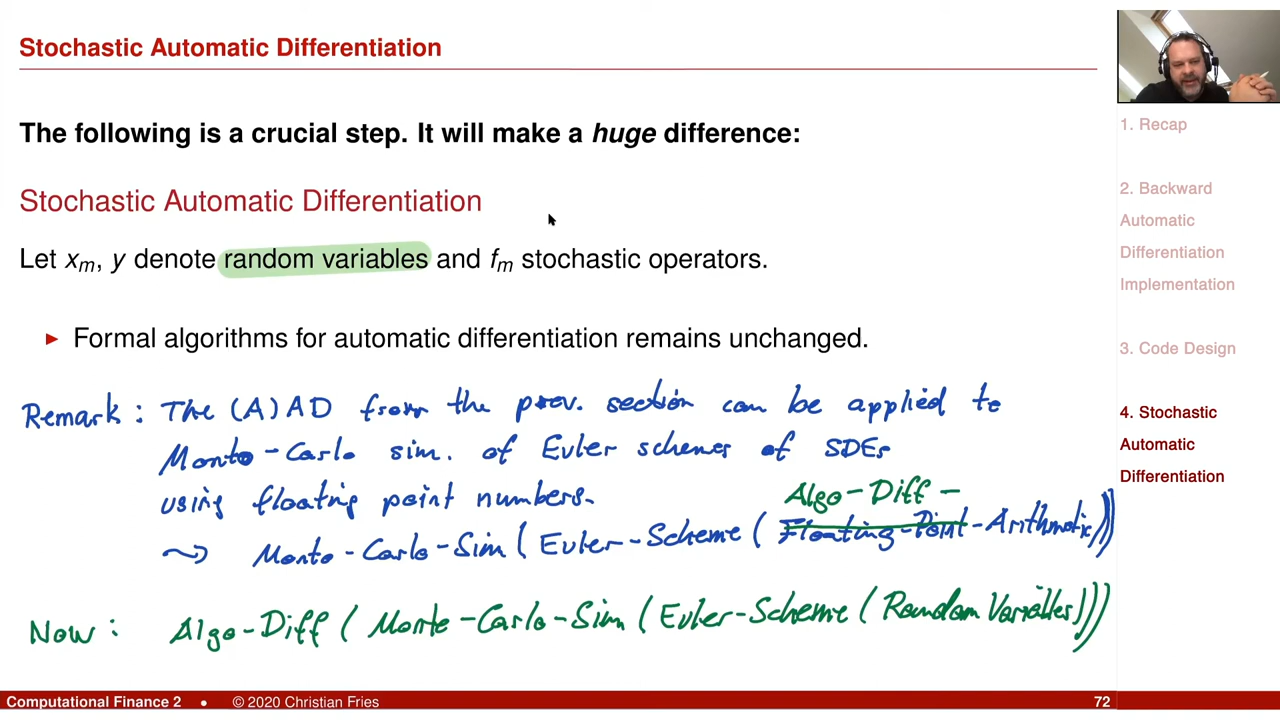 Stochastic Automatic Differentiation
The following is a crucial step. It will make a huge difference:
Stochastic Automatic Differentiation
Let xm, y denote random variables and fm stochastic operators.
► Formal algorithms for automatic differentiation remains unchanged.
Remark: The (A)AD from the prev. section can be applied to
Monto-Carlo sim. of Euler schemes of SDEs
using floating point numbers.
Algo-Diff -
⤳ Monto-Carlo-Sim(Euler-Scheme(Floating-Point-Arithmetic)))
Now: Algo-Diff(Monte-Carlo-Sim(Euler-Scheme(Random Variables))))
1. Recap
2. Backward
Automatic
Differentiation
Implementation
3. Code Design
4. Stochastic
Automatic
Differentiation
Computational Finance 2 • © 2020 Christian Fries 72